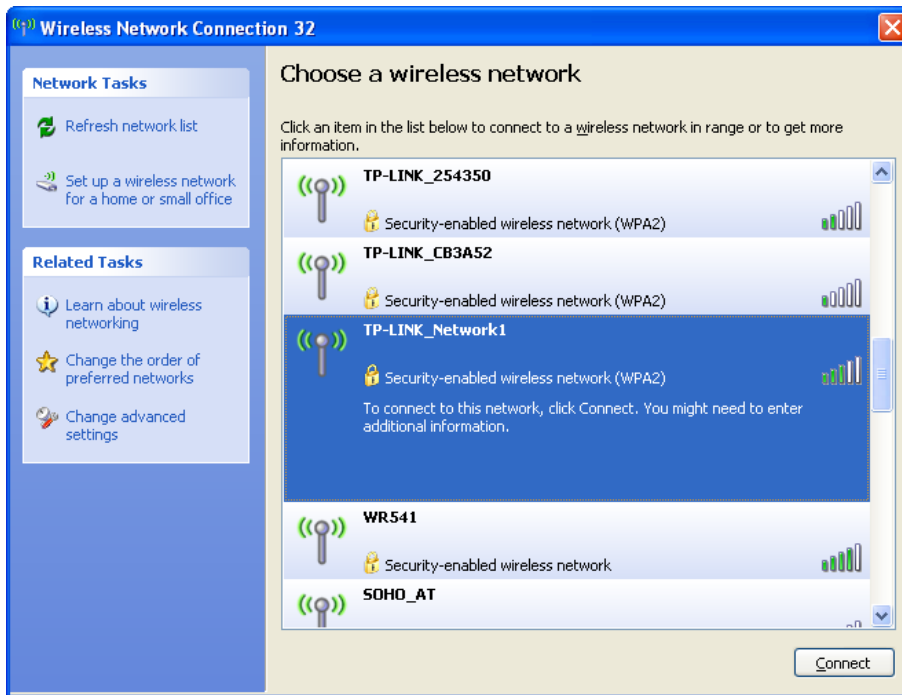 Wireless Network Connection 32
Network Tasks
Refresh network list
Set up a wireless network
for a home or small office
Related Tasks
Learn about wireless
networking
Change the order of
preferred networks
Change advanced
settings
Choose a wireless network
Click an item in the list below to connect to a wireless network in range or to get more
information.
TP-LINK_254350
Security-enabled wireless network (WPA2)
TP-LINK_CB3A52
Security-enabled wireless network (WPA2)
TP-LINK_Network1
Security-enabled wireless network (WPA2)
To connect to this network, click Connect. You might need to enter
additional information.
WR541
Security-enabled wireless network
SOHO_AT
Connect